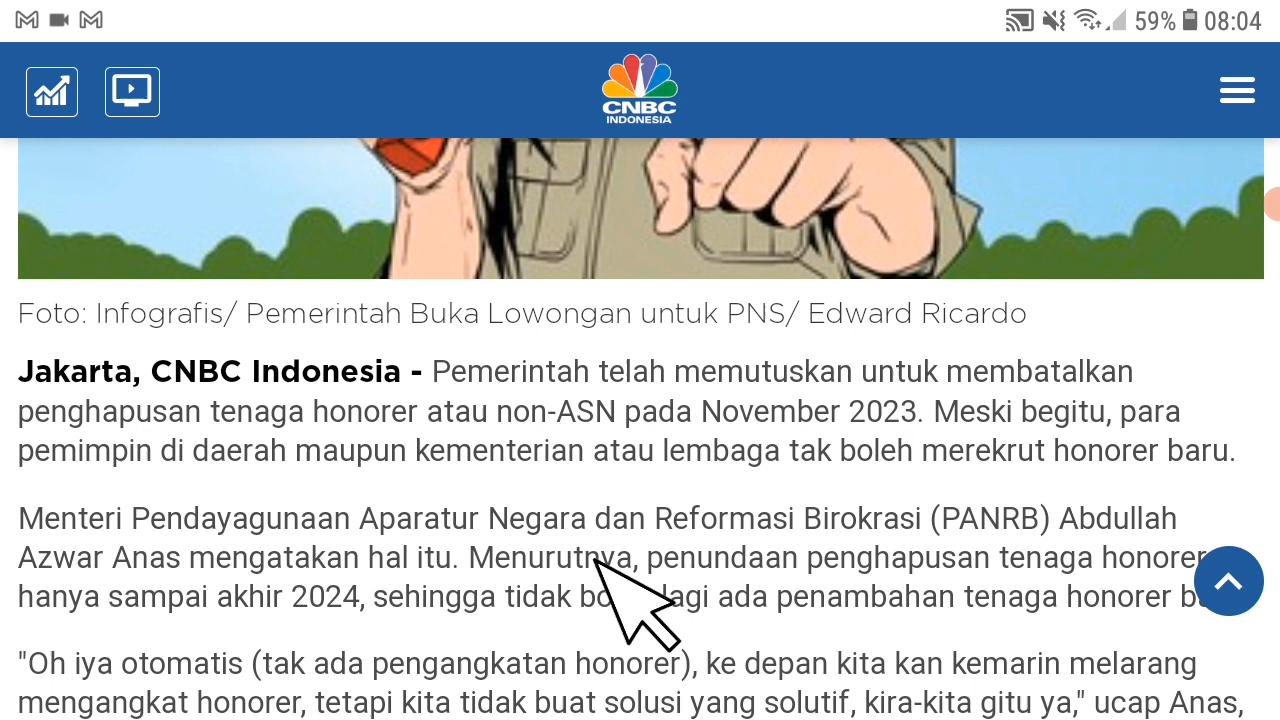 59% 08:04
CNBC
INDONESIA
Foto: Infografis/ Pemerintah Buka Lowongan untuk PNS/ Edward Ricardo
Jakarta, CNBC Indonesia - Pemerintah telah memutuskan untuk membatalkan
penghapusan tenaga honorer atau non-ASN pada November 2023. Meski begitu, para
pemimpin di daerah maupun kementerian atau lembaga tak boleh merekrut honorer baru.
Menteri Pendayagunaan Aparatur Negara dan Reformasi Birokrasi (PANRB) Abdullah
Azwar Anas mengatakan hal itu. Menurutnya, penundaan penghapusan tenaga honorer
hanya sampai akhir 2024, sehingga tidak lagi ada penambahan tenaga honorer
"Oh iya otomatis (tak ada pengangkatan honorer), ke depan kita kan kemarin melarang
mengangkat honorer, tetapi kita tidak buat solusi yang solutif, kira-kita gitu ya," ucap Anas,